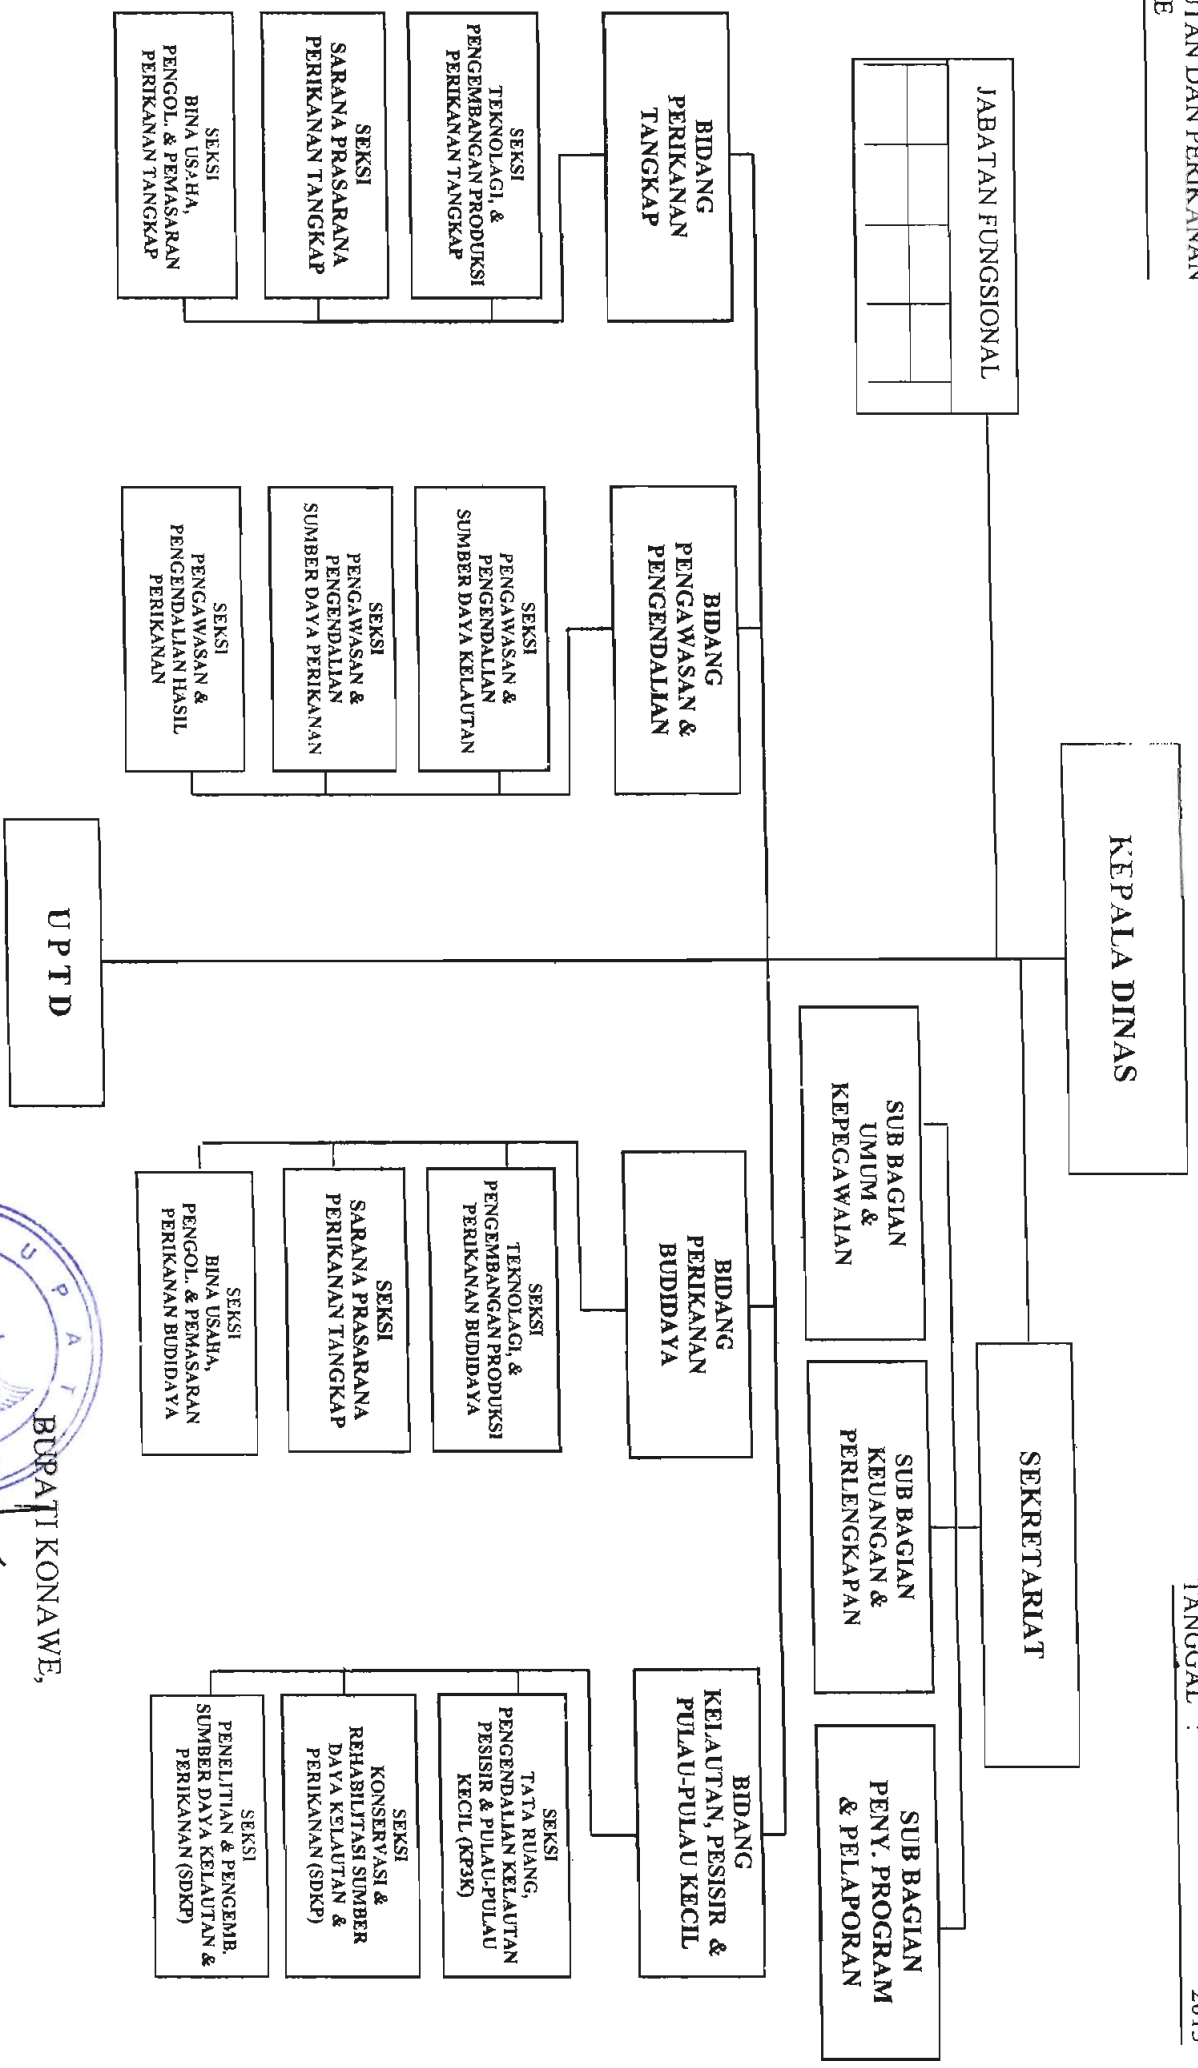 UTAN DAN PERIKANAN
E
TANGGAL :
2013
KEPALA DINAS
JABATAN FUNGSIONAL
SEKRETARIAT
SUB BAGIAN
UMUM &
KEPEGAWAIAN
SUB BAGIAN
KEUANGAN &
PERLENGKAPAN
SUB BAGIAN
PENY. PROGRAM
& PELAPORAN
BIDANG
PERIKANAN
TANGKAP
BIDANG
PENGAWASAN &
PENGENDALIAN
BIDANG
PERIKANAN
BUDIDAYA
BIDANG
KELAUTAN, PESISIR &
PULAU-PULAU KECIL
SEKSI
TEKNOLAGI, &
PENGEMBANGAN PRODUKSI
PERIKANAN TANGKAP
SEKSI
SARANA PRASARANA
PERIKANAN TANGKAP
SEKSI
BINA USAHA,
PENGOL. & PEMASARAN
PERIKANAN TANGKAP
SEKSI
PENGAWASAN &
PENGENDALIAN
SUMBER DAYA KELAUTAN
SEKSI
PENGAWASAN &
PENGENDALIAN
SUMBER DAYA PERIKANAN
SEKSI
PENGAWASAN &
PENGENDALIAN HASIL
PERIKANAN
SEKSI
TEKNOLAGI, &
PENGEMBANGAN PRODUKSI
PERIKANAN BUDIDAYA
SEKSI
SARANA PRASARANA
PERIKANAN TANGKAP
SEKSI
BINA USAHA,
PENGOL. & PEMASARAN
PERIKANAN BUDIDAYA
SEKSI
TATA RUANG,
PENGENDALIAN KELAUTAN
PESISIR & PULAU-PULAU
KECIL (KP3K)
SEKSI
KONSERVASI &
REHABILITASI SUMBER
DAYA KELAUTAN &
PERIKANAN (SDKP)
SEKSI
PENELITIAN & PENGEMB.
SUMBER DAYA KELAUTAN &
PERIKANAN (SDKP)
U P T D
BUPATI KONAWE,
U P A T